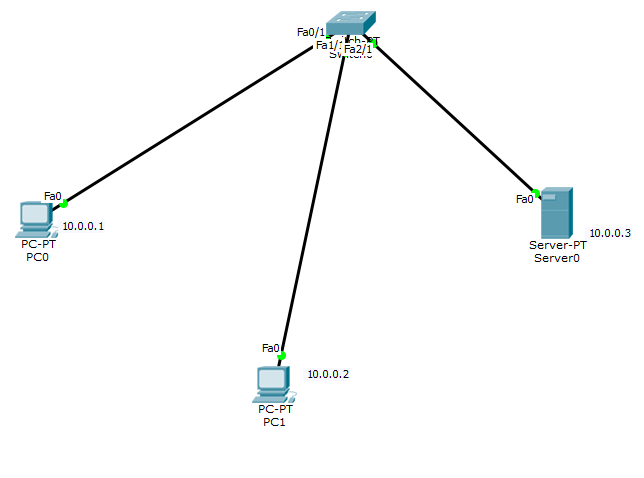 Fa0/1
Fa1/
Fa2/1
Fa0
10.0.0.1
PC-PT
PC0
Fa0
10.0.0.3
Server-PT
Server0
Fa0
10.0.0.2
PC-PT
PC1